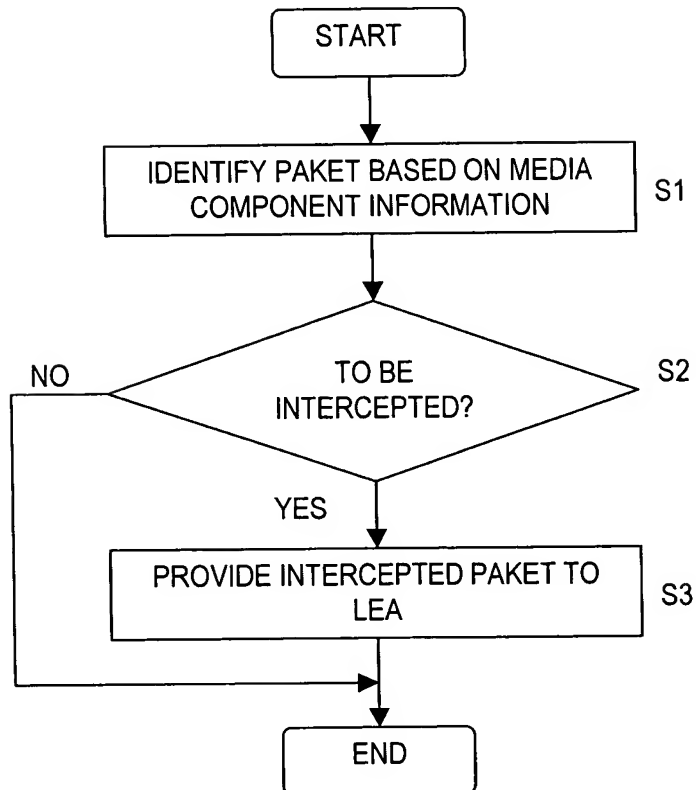 START
IDENTIFY PAKET BASED ON MEDIA
COMPONENT INFORMATION
S1
TO BE
INTERCEPTED?
S2
NO
YES
PROVIDE INTERCEPTED PAKET TO
LEA
S3
END